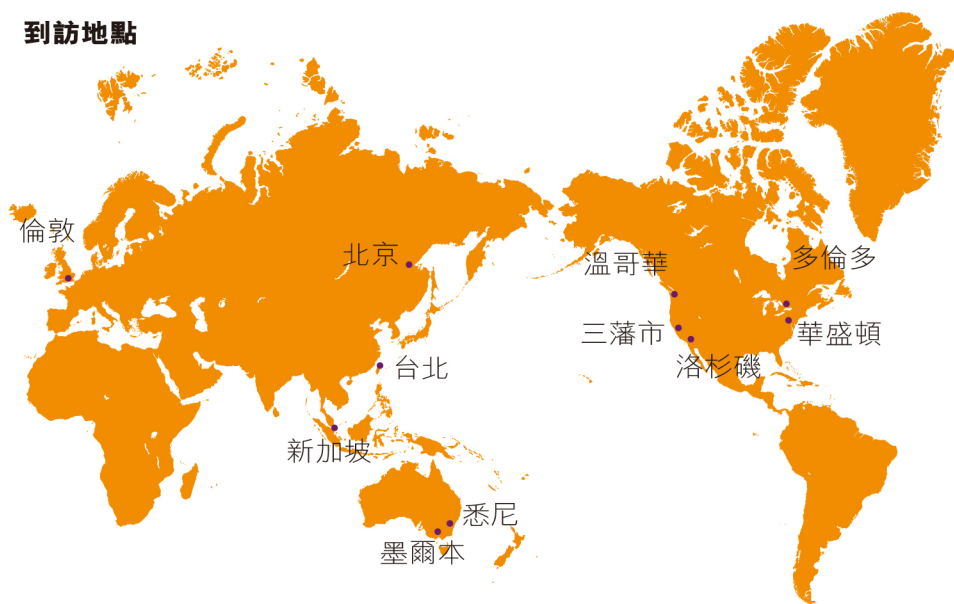 到訪地點
倫敦
北京
溫哥華
多倫多
三藩市
華盛頓
洛杉磯
台北
新加坡
悉尼
墨爾本